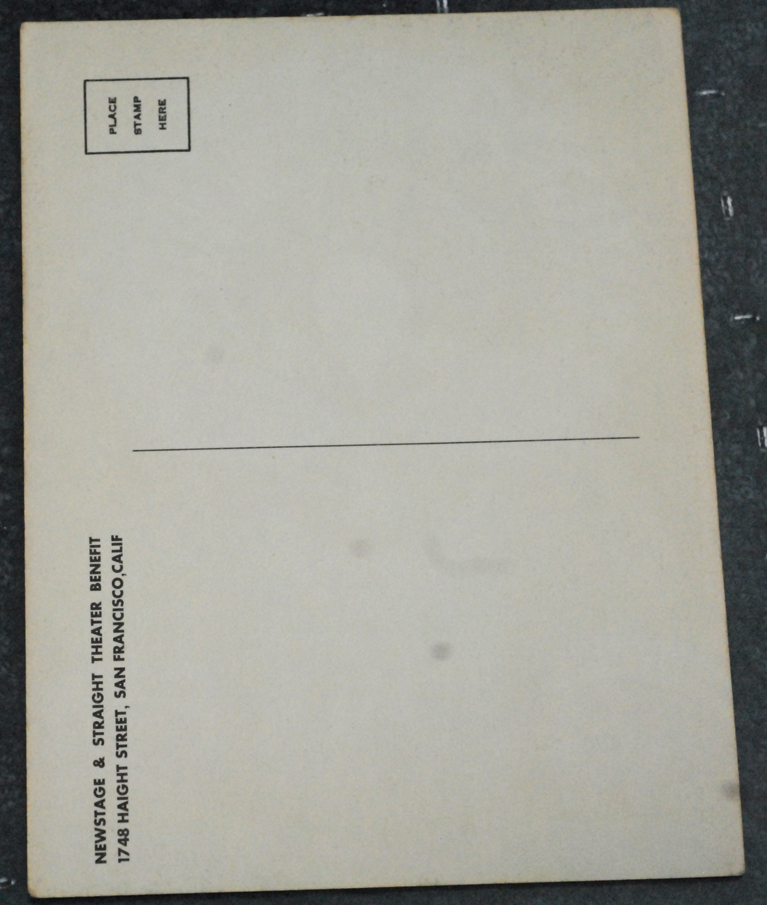 NEWSTAGE & STRAIGHT THEATER BENEFIT
1748 HAIGHT STREET, SAN FRANCISCO,CALIF
PLACE
STAMP
HERE